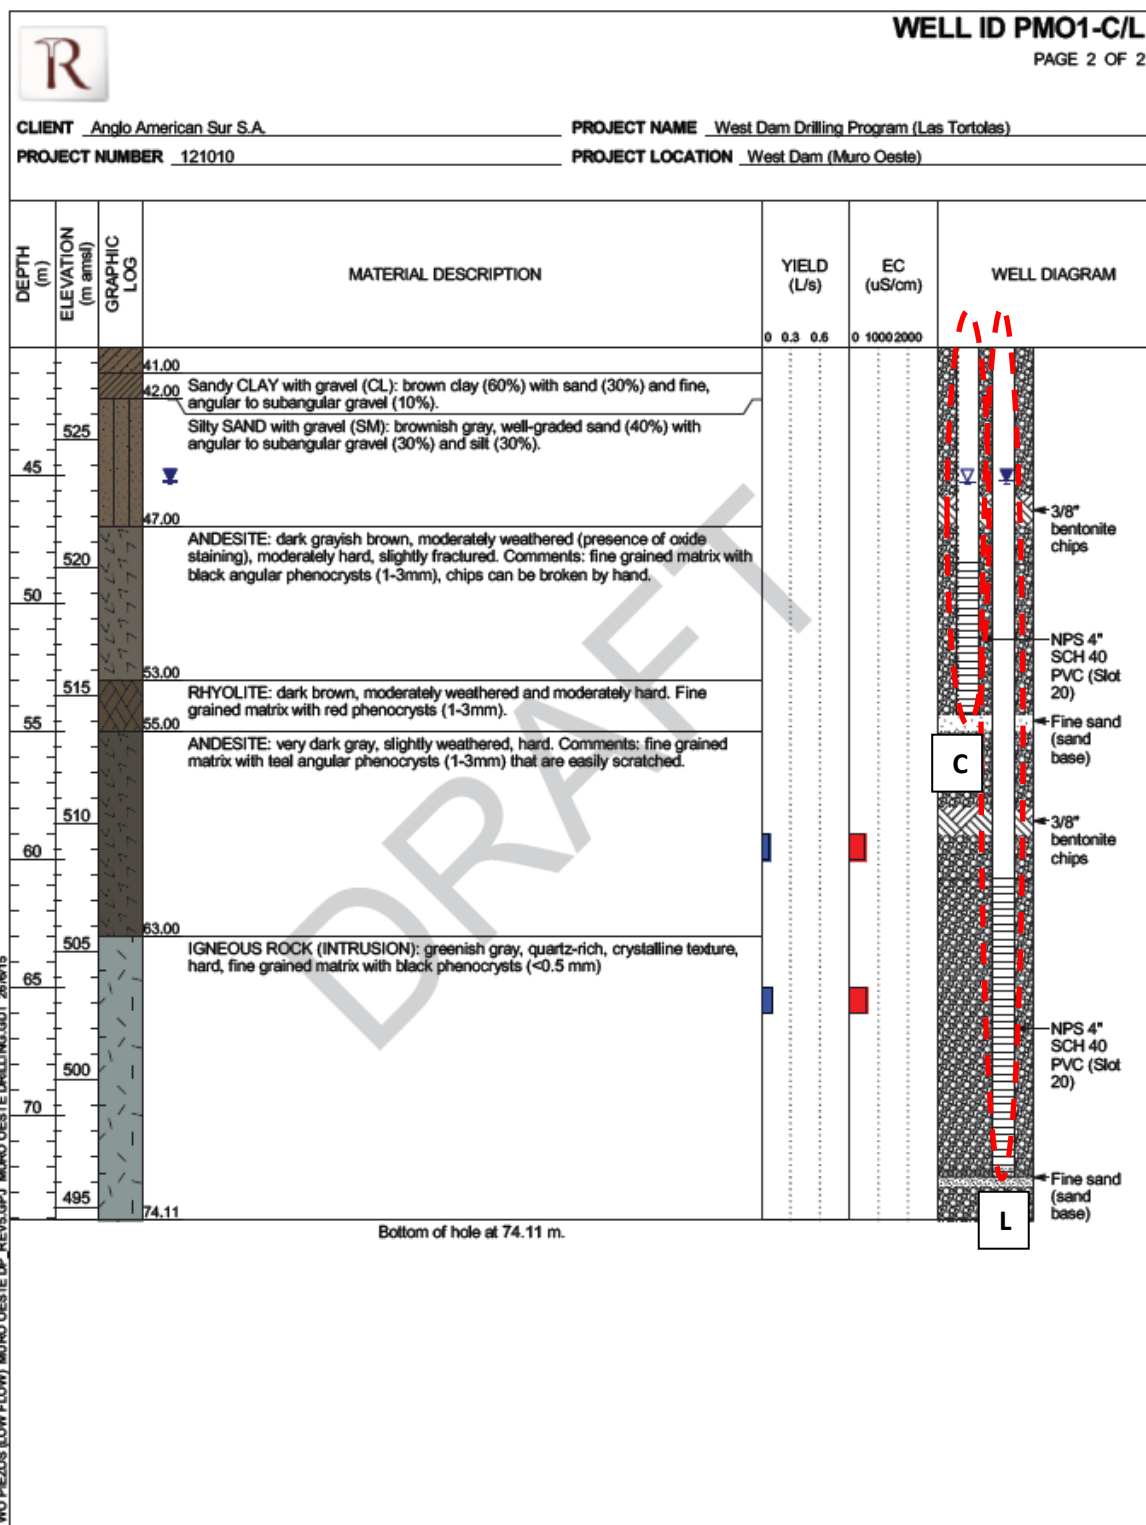 R
WELL ID PMO1-C/L
PAGE 2 OF 2
CLIENT Anglo American Sur S.A.
PROJECT NAME West Dam Drilling Program (Las Tortolas)
PROJECT NUMBER 121010
PROJECT LOCATION West Dam (Muro Oeste)
DEPTH
(m)
ELEVATION
(m amsl)
GRAPHIC
LOG
MATERIAL DESCRIPTION
YIELD
(L/s)
0 0.3 0.6
EC
(uS/cm)
0 1000 2000
WELL DIAGRAM
41.00
Sandy CLAY with gravel (CL): brown clay (60%) with sand (30%) and fine,
angular to subangular gravel (10%).
42.00
Silty SAND with gravel (SM): brownish gray, well-graded sand (40%) with
angular to subangular gravel (30%) and silt (30%).
525
45
47.00
3/8"
bentonite
chips
ANDESITE: dark grayish brown, moderately weathered (presence of oxide
staining), moderately hard, slightly fractured. Comments: fine grained matrix with
black angular phenocrysts (1-3mm), chips can be broken by hand.
520
50
NPS 4"
SCH 40
PVC (Slot
20)
53.00
RHYOLITE: dark brown, moderately weathered and moderately hard. Fine
grained matrix with red phenocrysts (1-3mm).
515
55
55.00
Fine sand
(sand
base)
ANDESITE: very dark gray, slightly weathered, hard. Comments: fine grained
matrix with teal angular phenocrysts (1-3mm) that are easily scratched.
C
510
60
3/8"
bentonite
chips
63.00
IGNEOUS ROCK (INTRUSION): greenish gray, quartz-rich, crystalline texture,
hard, fine grained matrix with black phenocrysts (<0.5 mm)
505
65
NPS 4"
SCH 40
PVC (Slot
20)
500
70
Fine sand
(sand
base)
495
74.11
L
Bottom of hole at 74.11 m.
DRAFT
MURO OESTE DP_REV5.GPJ MURO OESTE DRILLING.GDT